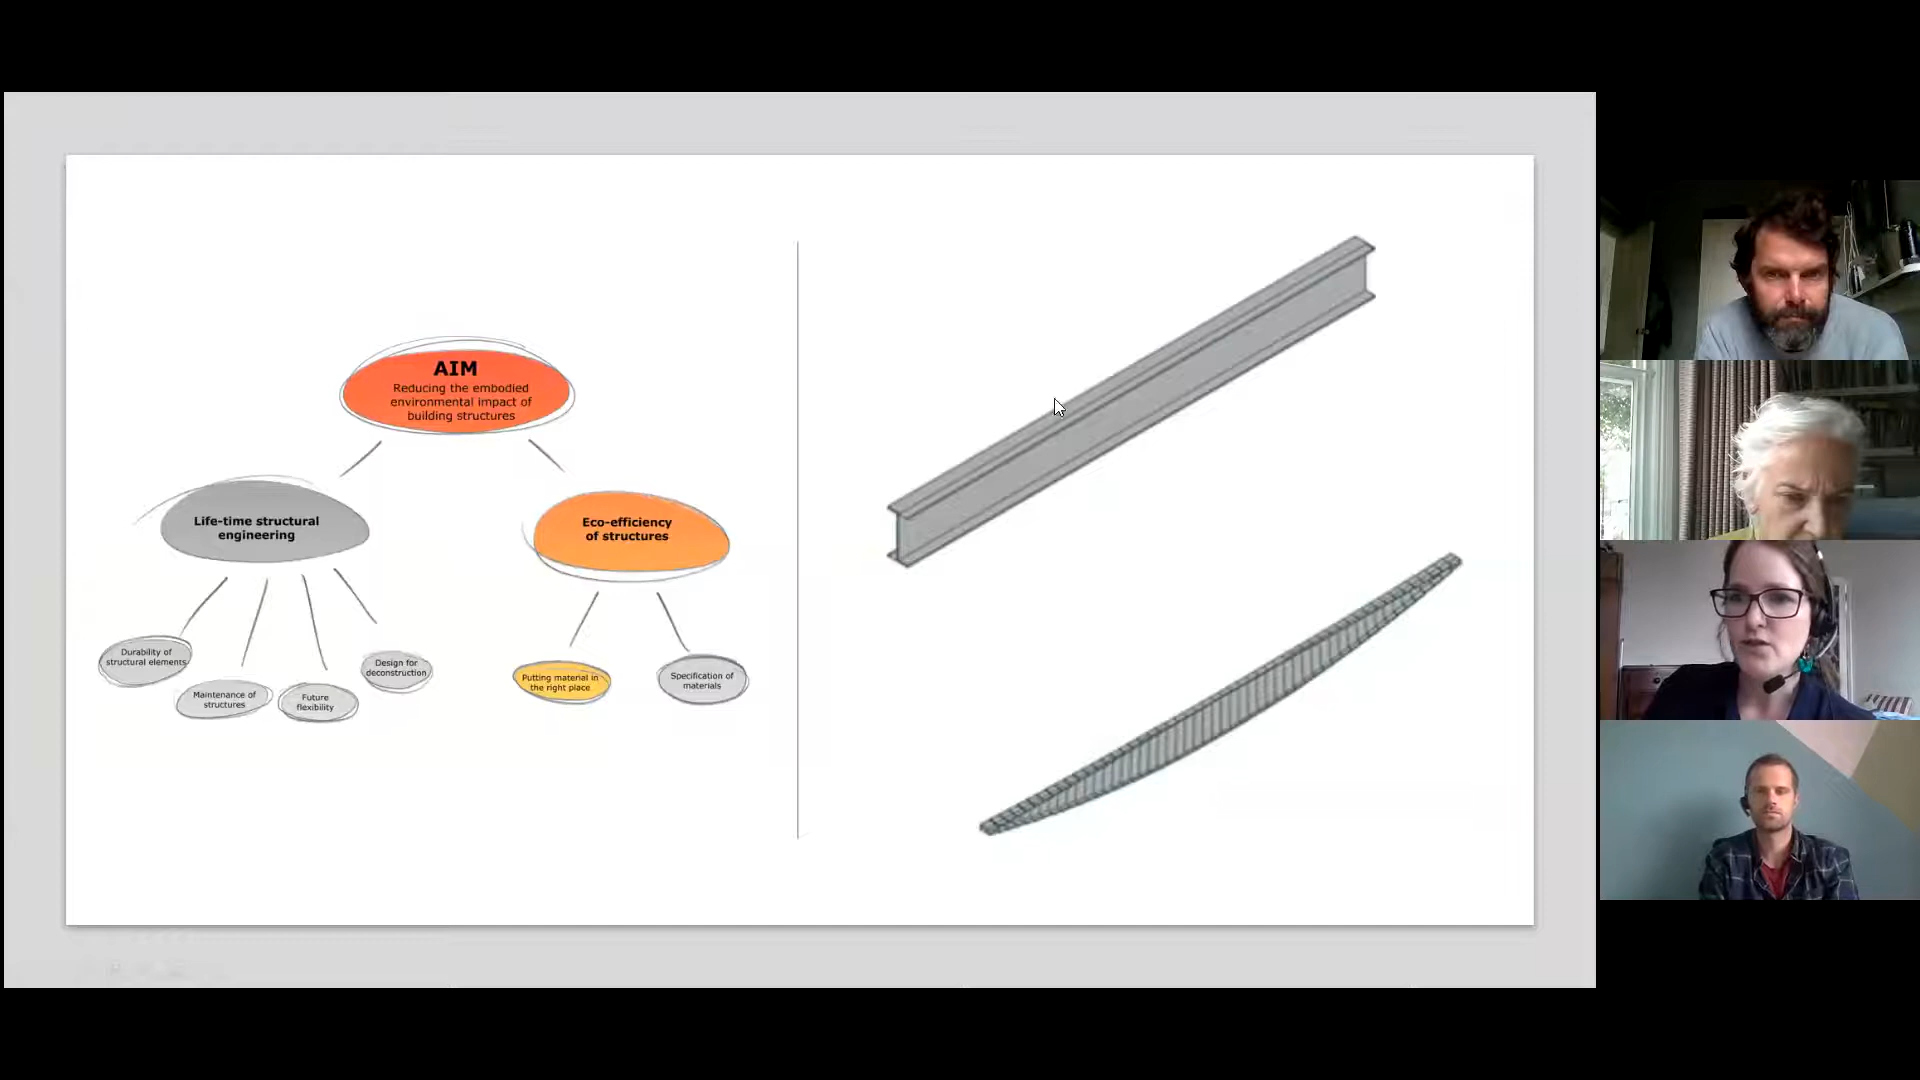 AIM
Reducing the embodied
environmental impact of
building structures
Life-time structural
engineering
Eco-efficiency
of structures
Durability of
structural elements
Maintenance of
structures
Future
flexibility
Design for
deconstruction
Putting material in
the right place
Specification of
materials